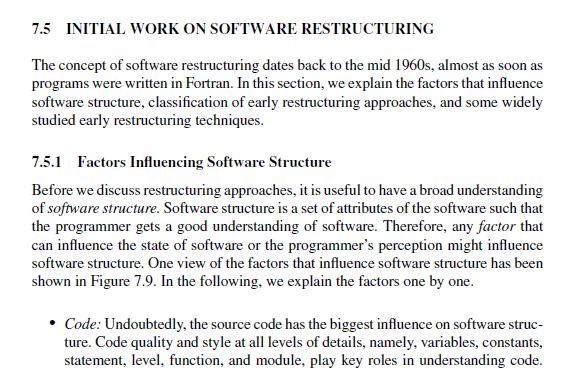 7.5 INITIAL WORK ON SOFTWARE RESTRUCTURING
The concept of software restructuring dates back to the mid 1960s, almost as soon as
programs were written in Fortran. In this section, we explain the factors that influence
software structure, classification of early restructuring approaches, and some widely
studied early restructuring techniques.
7.5.1 Factors Influencing Software Structure
Before we discuss restructuring approaches, it is useful to have a broad understanding
of software structure. Software structure is a set of attributes of the software such that
the programmer gets a good understanding of software. Therefore, any factor that
can influence the state of software or the programmer's perception might influence
software structure. One view of the factors that influence software structure has been
shown in Figure 7.9. In the following, we explain the factors one by one.
• Code: Undoubtedly, the source code has the biggest influence on software struc-
ture. Code quality and style at all levels of details, namely, variables, constants,
statement, level, function, and module, play key roles in understanding code.